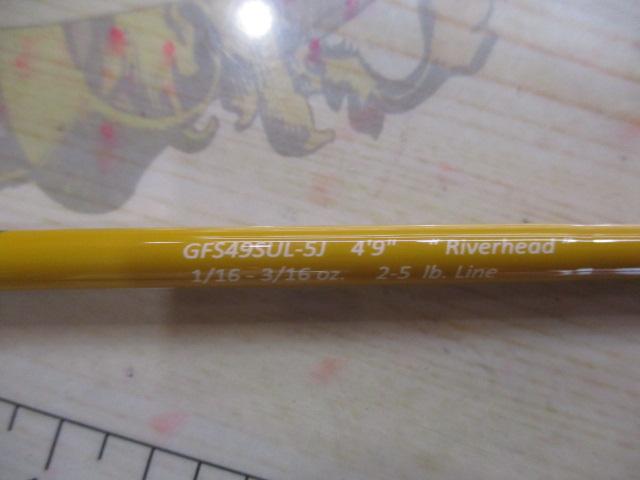 GFS49SUL-5J 4'9" "Riverhead"
1/16 - 3/16 oz. 2-5 lb. Line